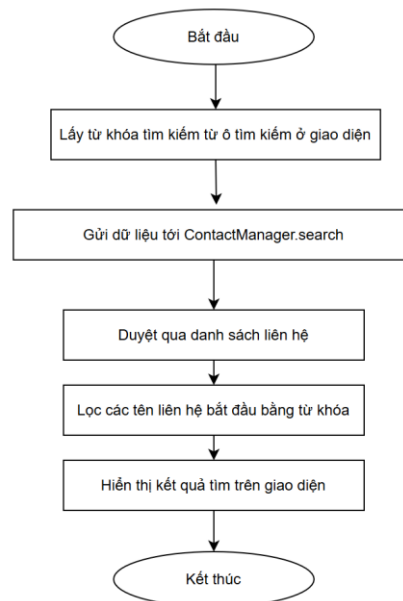 Bắt đầu
Lấy từ khóa tìm kiếm từ ô tìm kiếm ở giao diện
Gửi dữ liệu tới ContactManager.search
Duyệt qua danh sách liên hệ
Lọc các tên liên hệ bắt đầu bằng từ khóa
Hiển thị kết quả tìm trên giao diện
Kết thúc